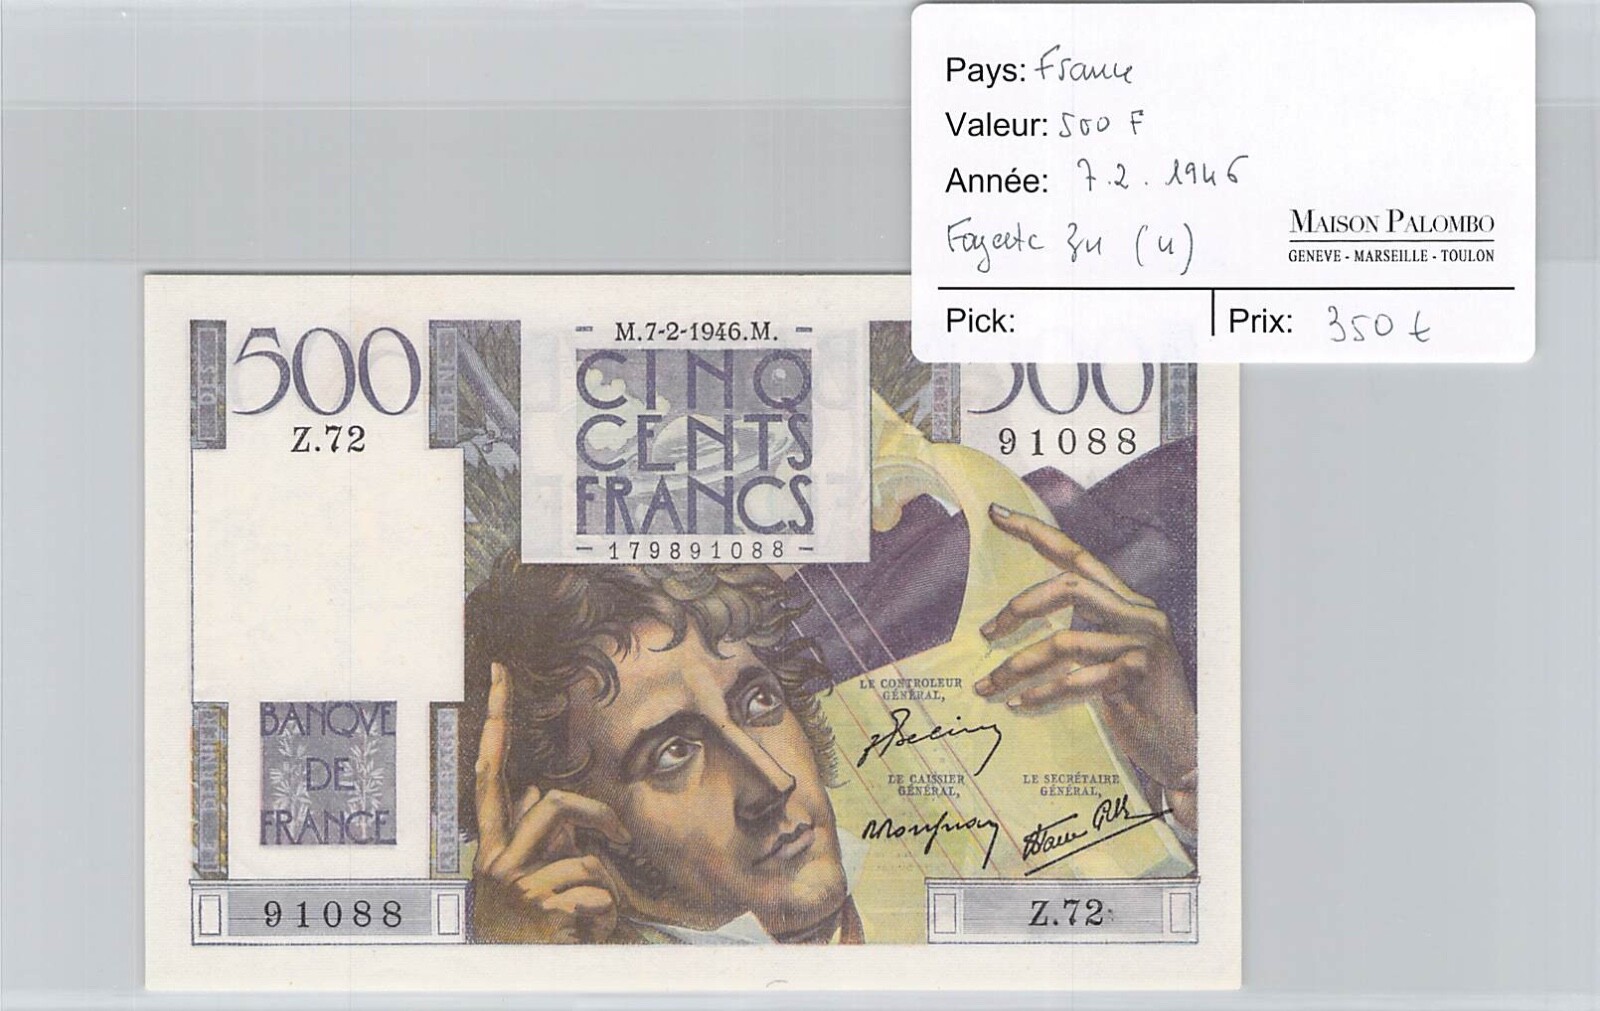 Pays: France
Valeur: 500 F
Année: 7.2.1946
Fayette 34 (4)
MAISON PALOMBO
GENEVE - MARSEILLE - TOULON
Pick:
Prix: 350 €
500
Z.72
M.7-2-1946.M.
CINQ
CENTS
FRANCS
179891088
500
91088
LE CONTROLEUR
GÉNÉRAL,
LE CAISSIER
GÉNÉRAL,
LE SECRÉTAIRE
GÉNÉRAL,
BANQVE
DE
FRANCE
91088
Z.72